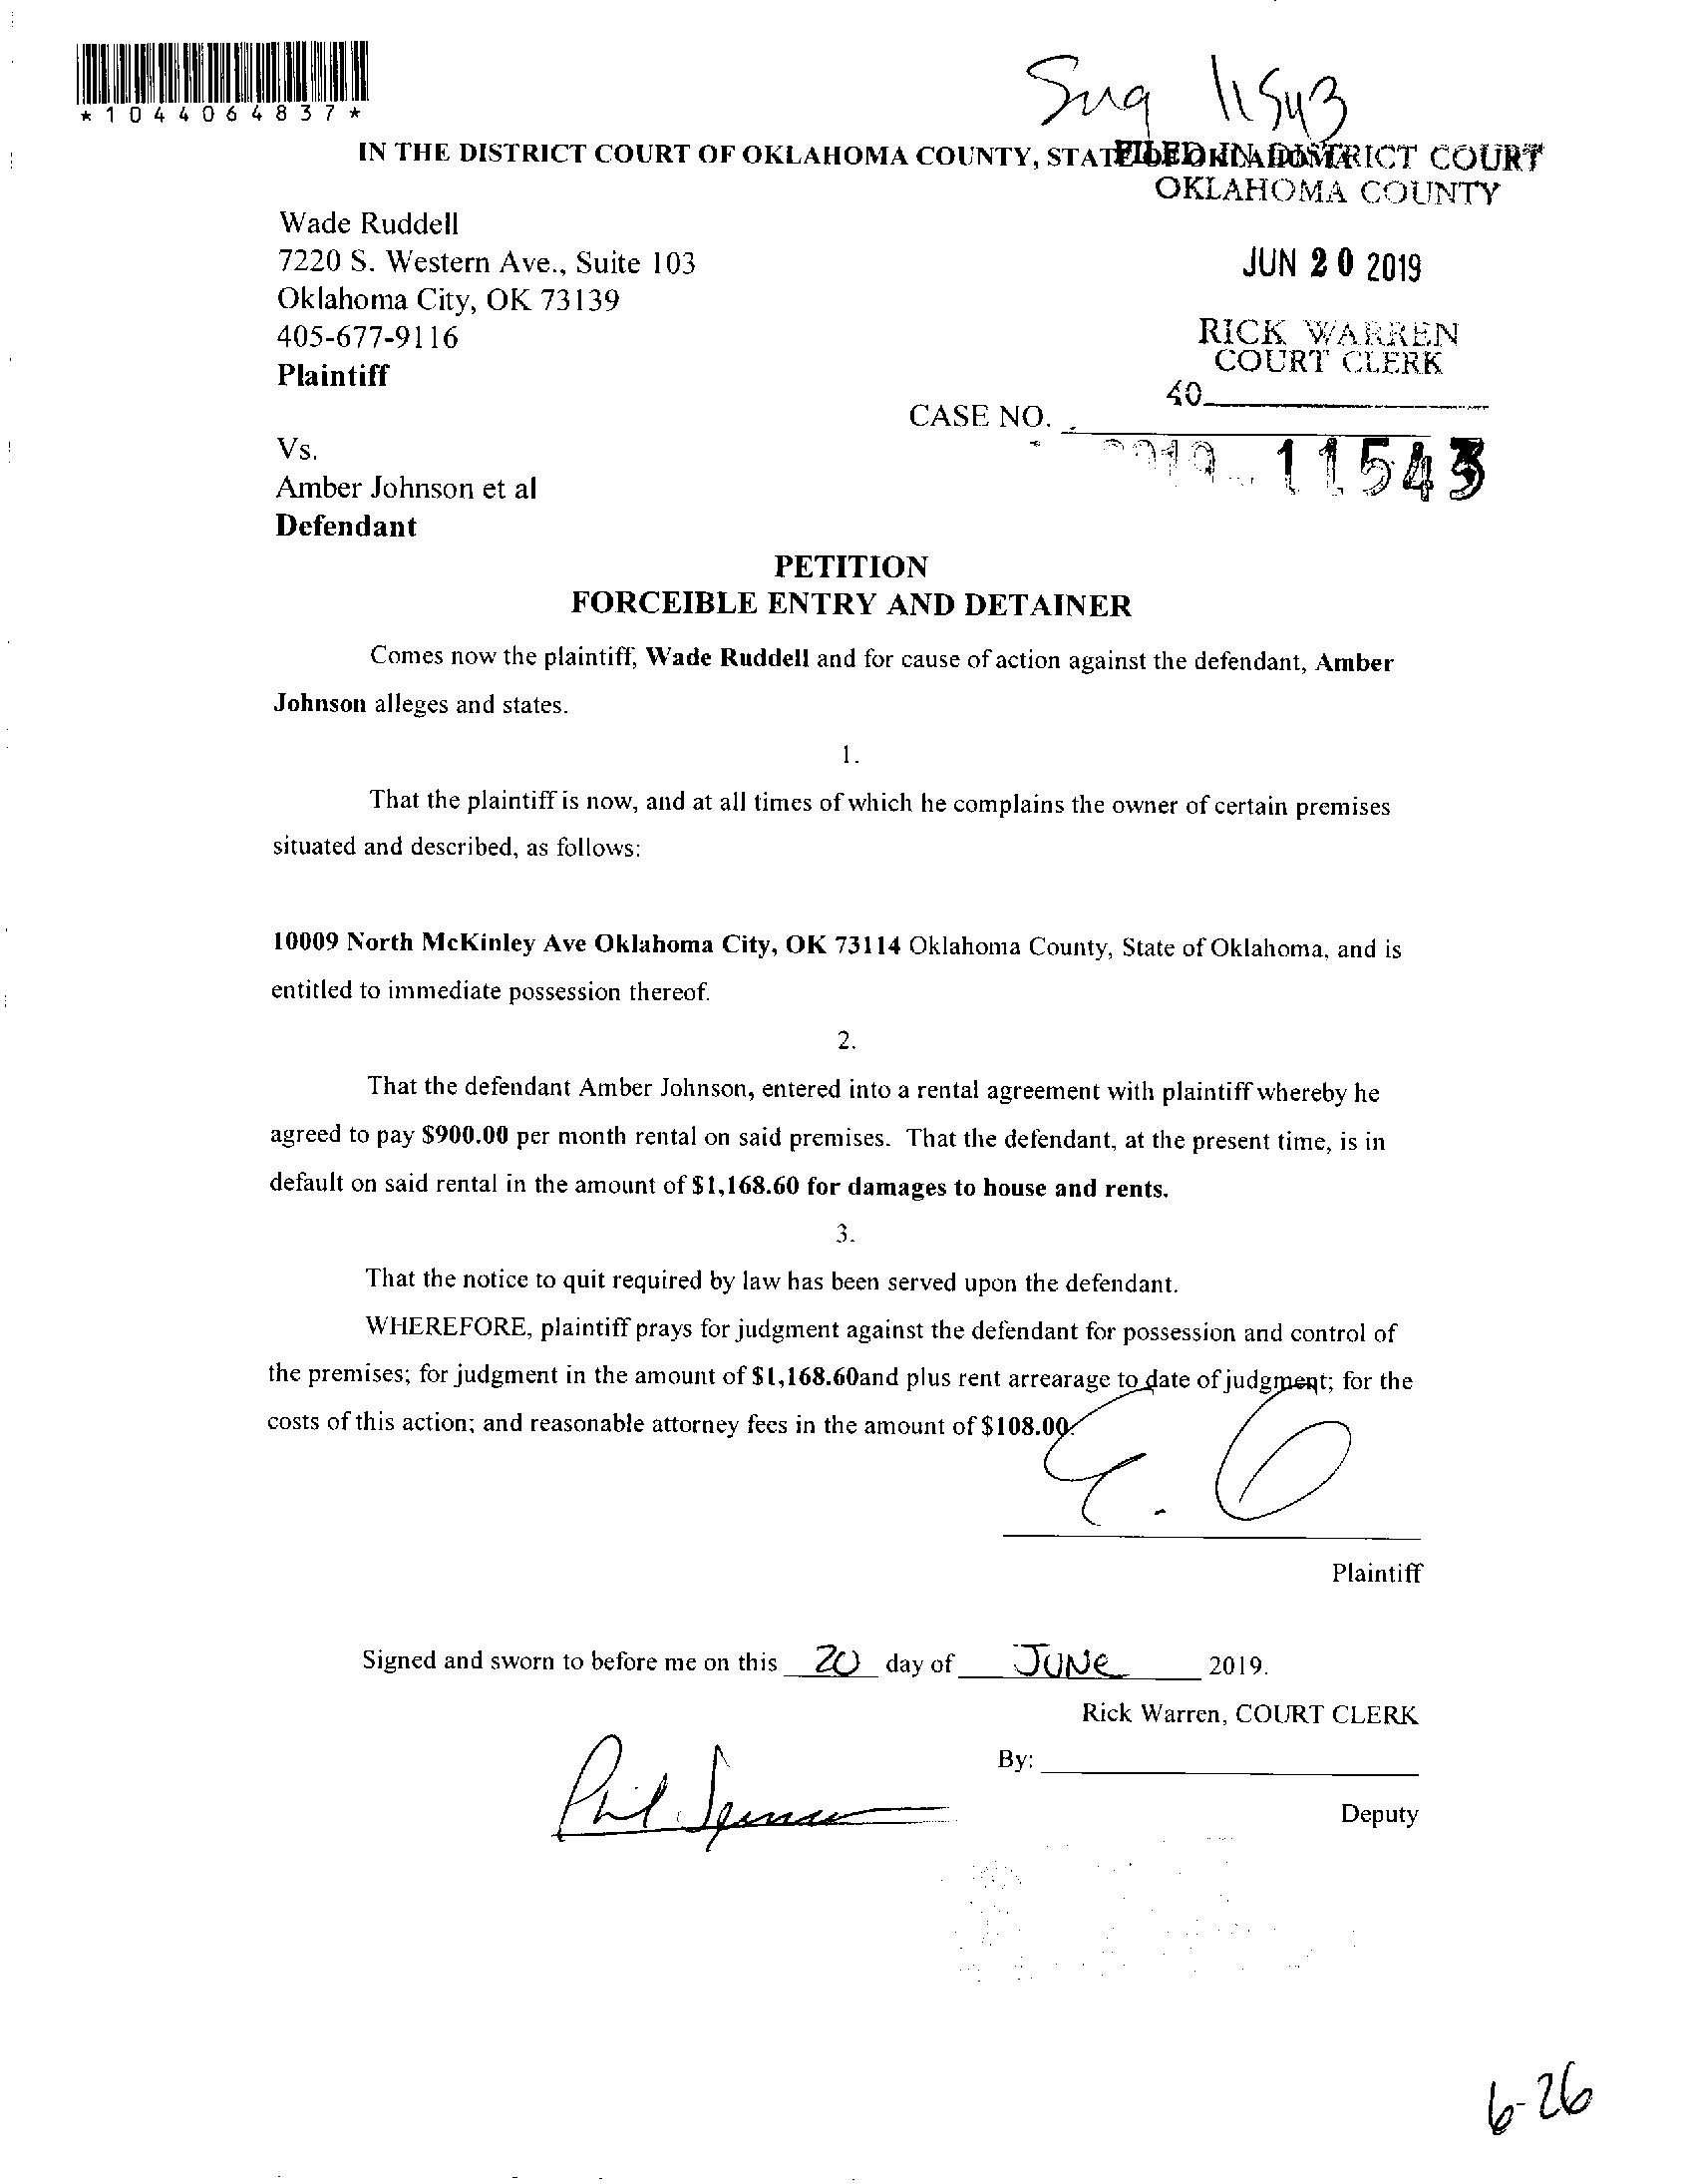 *1044064837*
Sng 11543
IN THE DISTRICT COURT OF OKLAHOMA COUNTY, STATE OF OKLAHOMA
FILED IN DISTRICT COURT
OKLAHOMA COUNTY
Wade Ruddell
7220 S. Western Ave., Suite 103
Oklahoma City, OK 73139
405-677-9116
Plaintiff
JUN 20 2019
RICK WARREN
COURT CLERK
40
CASE NO.
2019-11543
Vs.
Amber Johnson et al
Defendant
PETITION
FORCEIBLE ENTRY AND DETAINER
Comes now the plaintiff, Wade Ruddell and for cause of action against the defendant, Amber
Johnson alleges and states.
1.
That the plaintiff is now, and at all times of which he complains the owner of certain premises
situated and described, as follows:
10009 North McKinley Ave Oklahoma City, OK 73114 Oklahoma County, State of Oklahoma, and is
entitled to immediate possession thereof.
2.
That the defendant Amber Johnson, entered into a rental agreement with plaintiff whereby he
agreed to pay $900.00 per month rental on said premises. That the defendant, at the present time, is in
default on said rental in the amount of $1,168.60 for damages to house and rents.
3.
That the notice to quit required by law has been served upon the defendant.
WHEREFORE, plaintiff prays for judgment against the defendant for possession and control of
the premises; for judgment in the amount of $1,168.60and plus rent arrearage to date of judgment; for the
costs of this action; and reasonable attorney fees in the amount of $108.00.
Plaintiff
Signed and sworn to before me on this 20 day of JUNe 2019.
Rick Warren, COURT CLERK
By:
Phil
Deputy
6-26